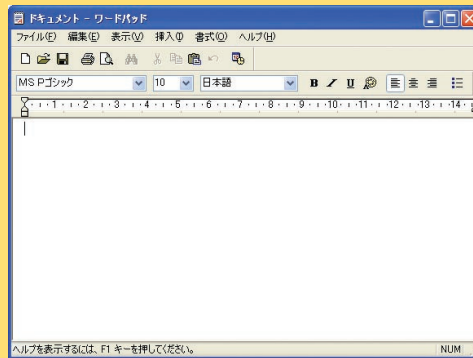 ドキュメント - ワードパッド
ファイル(F) 編集(E) 表示(V) 挿入(I) 書式(O) ヘルプ(H)
MS Pゴシック 10 日本語 B I U
1 2 3 4 5 6 7 8 9 10 11 12 13 14
ヘルプを表示するには、F1 キーを押してください。 NUM